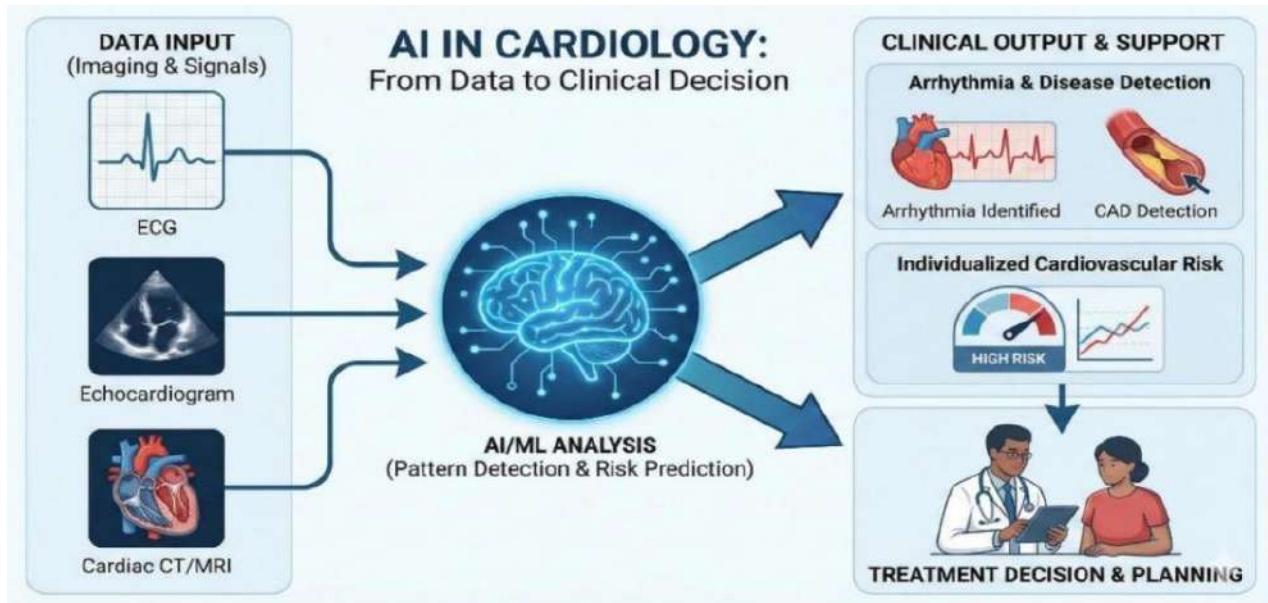 DATA INPUT
(Imaging & Signals)
ECG
Echocardiogram
Cardiac CT/MRI
AI IN CARDIOLOGY:
From Data to Clinical Decision
AI/ML ANALYSIS
(Pattern Detection & Risk Prediction)
CLINICAL OUTPUT & SUPPORT
Arrhythmia & Disease Detection
Arrhythmia Identified
CAD Detection
Individualized Cardiovascular Risk
HIGH RISK
TREATMENT DECISION & PLANNING